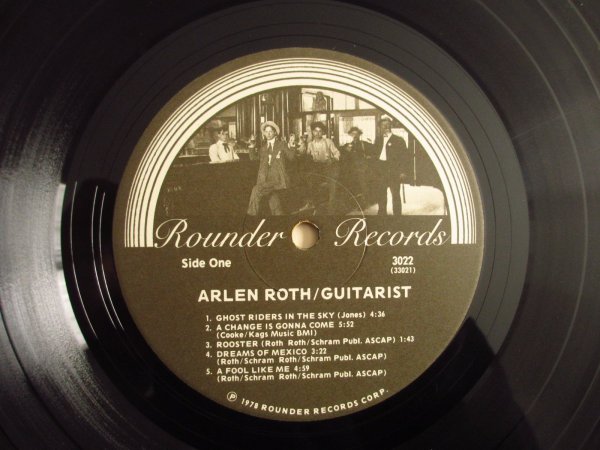 Rounder Records
Side One
3022
(33021)
ARLEN ROTH/GUITARIST
1. GHOST RIDERS IN THE SKY (Jones) 4:36
2. A CHANGE IS GONNA COME 5:52
(Cooke/Kags Music BMI)
3. ROOSTER (Roth Roth/Schram Publ. ASCAP) 1:43
4. DREAMS OF MEXICO 3:22
(Roth/Schram Roth/Schram Publ. ASCAP)
5. A FOOL LIKE ME 4:59
(Roth/Schram Roth/Schram Publ. ASCAP)
Ⓟ 1978 ROUNDER RECORDS CORP.